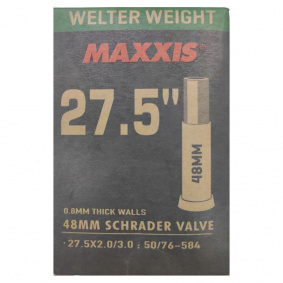 WELTER WEIGHT
MAXXIS
27.5"
48MM
0.8MM THICK WALLS
48MM SCHRADER VALVE
· 27.5X2.0/3.0 ; 50/76-584